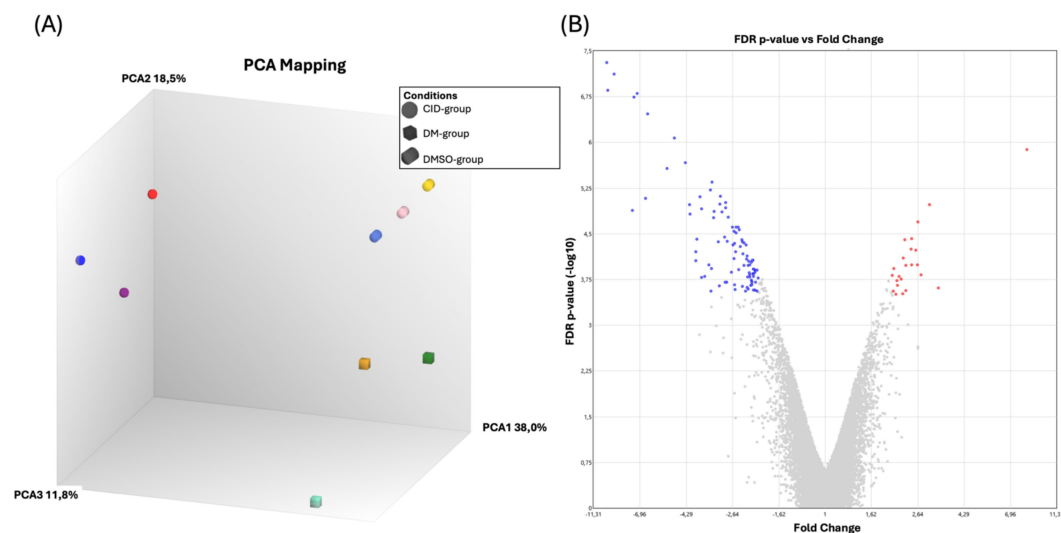 (A)
PCA Mapping
PCA2 18,5%
Conditions
CID-group
DM-group
DMSO-group
PCA1 38,0%
PCA3 11,8%
(B)
FDR p-value vs Fold Change
7,5
6,75
6
5,25
4,5
3,75
3
2,25
1,5
0,75
0
FDR p-value (-log10)
-11,31 -6,96 -4,29 -2,64 -1,62 1 1,62 2,64 4,29 6,96 11,3
Fold Change